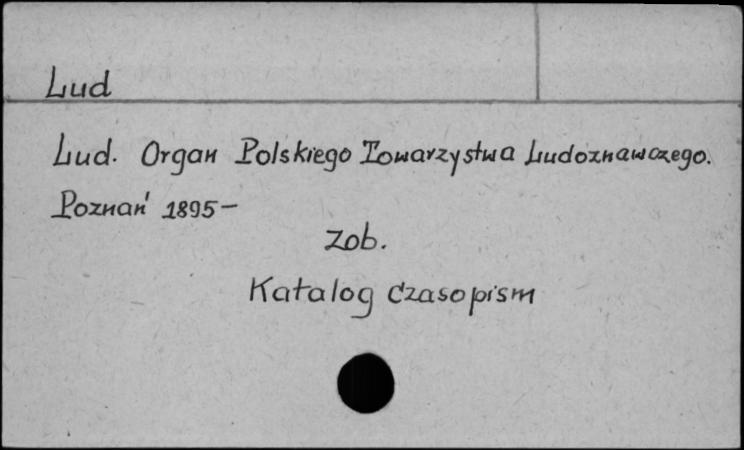 Lud
Lud. Organ Polskiego Towarzystwa Ludoznawczego.
Poznań 1895-
zob.
Katalog czasopism